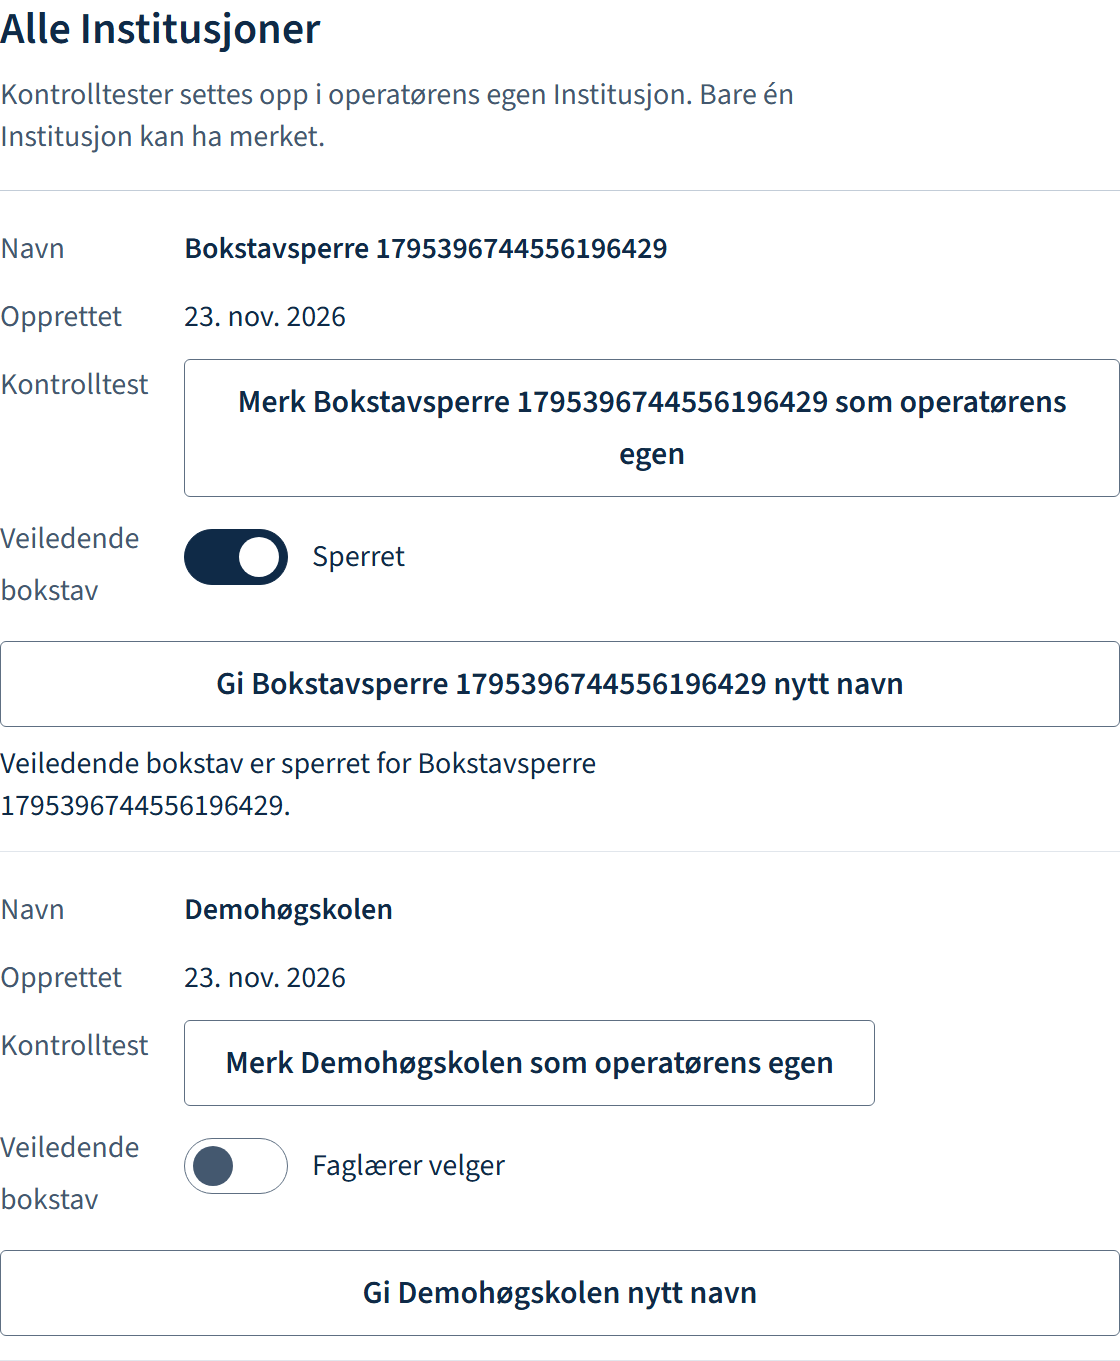 Alle Institusjoner
Kontrolltester settes opp i operatørens egen Institusjon. Bare én
Institusjon kan ha merket.
Navn Bokstavsperre 1795396744556196429
Opprettet 23. nov. 2026
Kontrolltest Merk Bokstavsperre 1795396744556196429 som operatørens
egen
Veiledende
bokstav
Sperret
Gi Bokstavsperre 1795396744556196429 nytt navn
Veiledende bokstav er sperret for Bokstavsperre
1795396744556196429.
Navn Demohøgskolen
Opprettet 23. nov. 2026
Kontrolltest Merk Demohøgskolen som operatørens egen
Veiledende
bokstav
Faglærer velger
Gi Demohøgskolen nytt navn